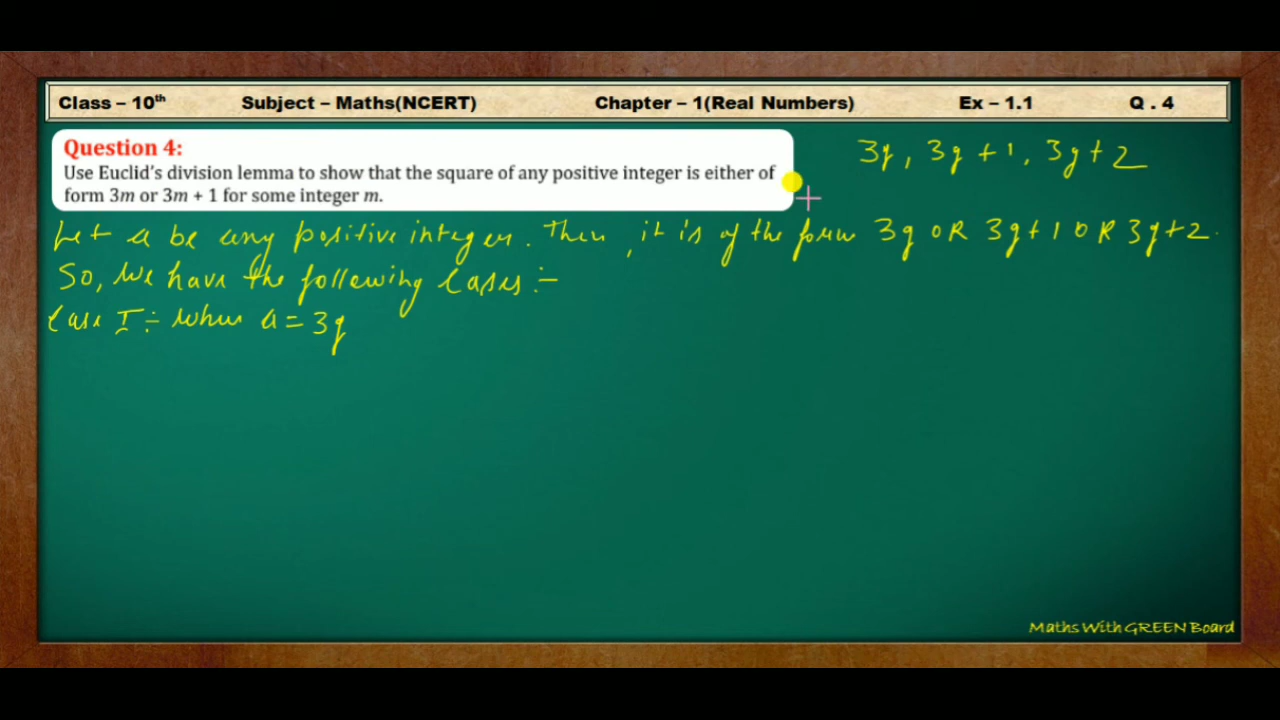 Class – 10th Subject – Maths(NCERT) Chapter – 1(Real Numbers) Ex – 1.1 Q . 4
Question 4:
Use Euclid's division lemma to show that the square of any positive integer is either of
form 3m or 3m + 1 for some integer m.
3q, 3q + 1, 3q + 2
Let a be any positive integer. Then, it is of the form 3q OR 3q+1 OR 3q+2.
So, We have the following Cases :-
Case I :- When a = 3q
Maths With GREEN Board